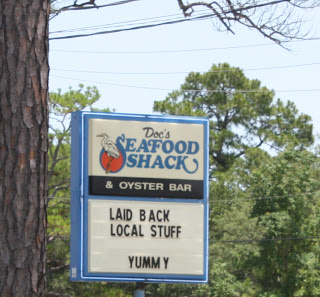 Doc's
SEAFOOD
SHACK
& OYSTER BAR
LAID BACK
LOCAL STUFF
YUMMY